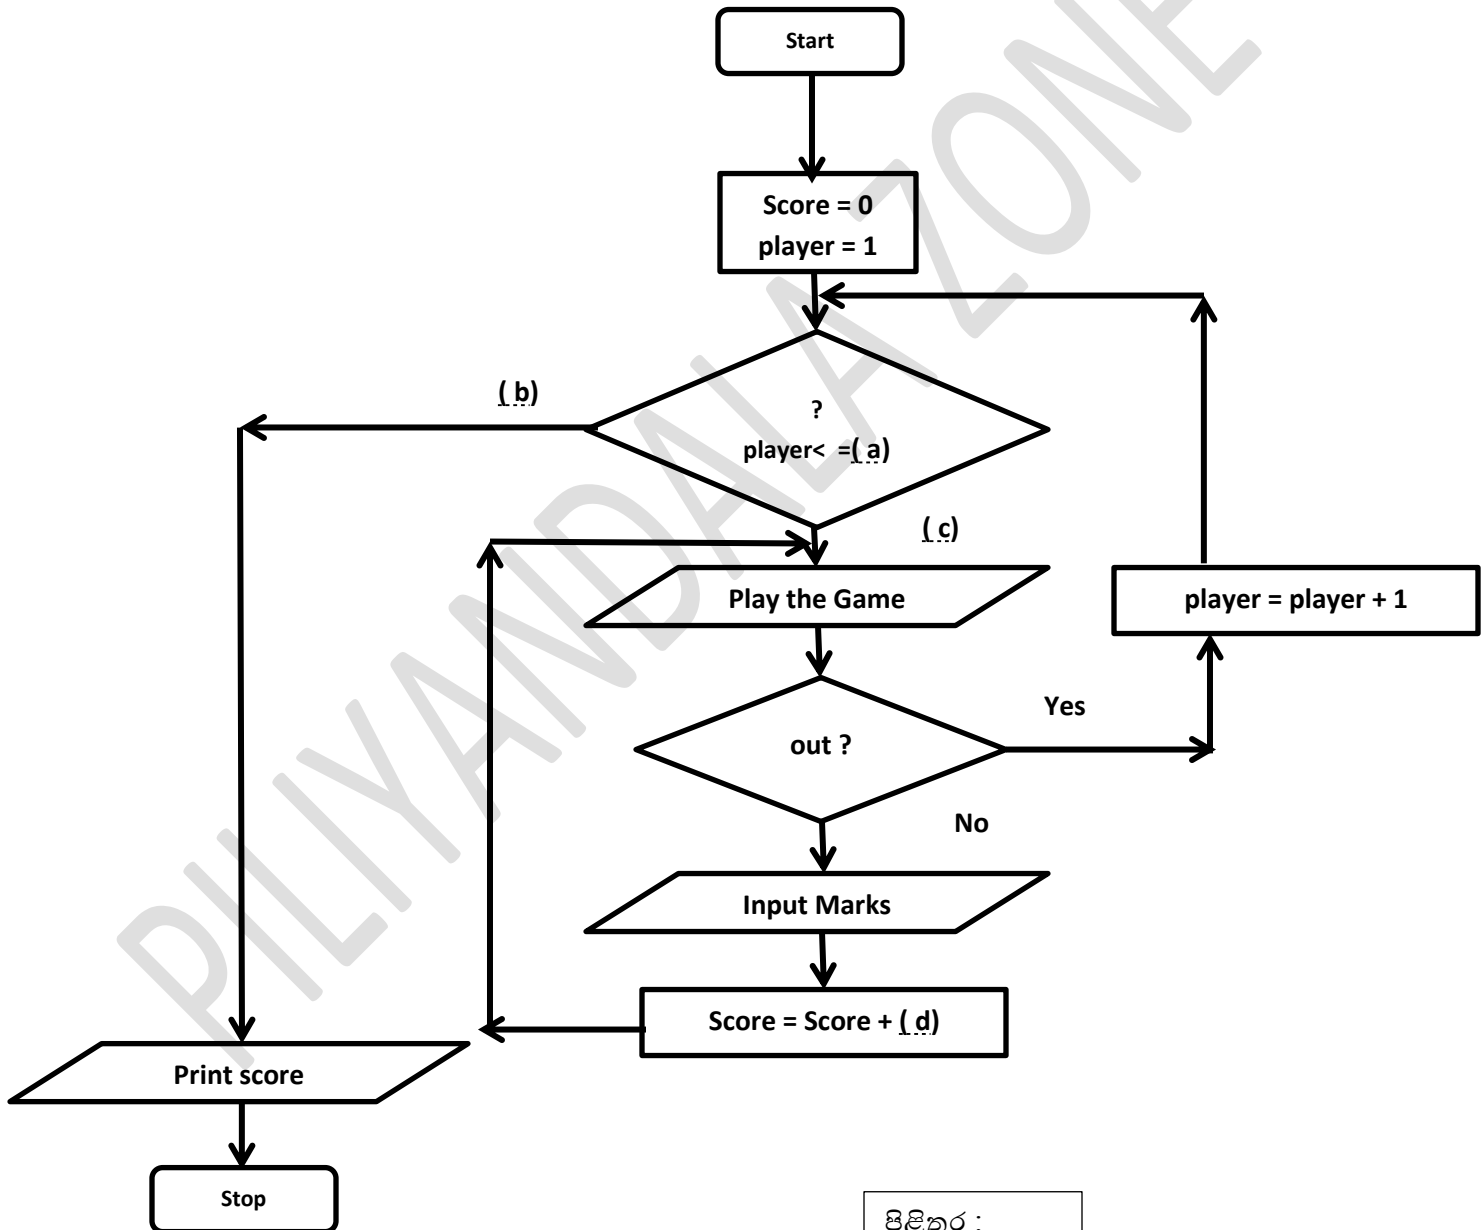 Start
Score = 0
player = 1
( b)
?
player< =( a)
( c)
Play the Game
player = player + 1
Yes
out ?
No
Input Marks
Score = Score + ( d)
Print score
Stop
පිළිතුර :
PILIYANDALA ZONE